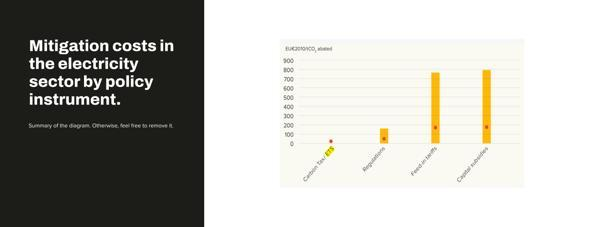 Mitigation costs in
the electricity
sector by policy
instrument.
Summary of the diagram. Otherwise, feel free to remove it.
EU€2010/tCO₂ abated
900
800
700
600
500
400
300
200
100
0
Carbon Tax/ ETS
Regulations
Feed-in tariffs
Capital subsidies